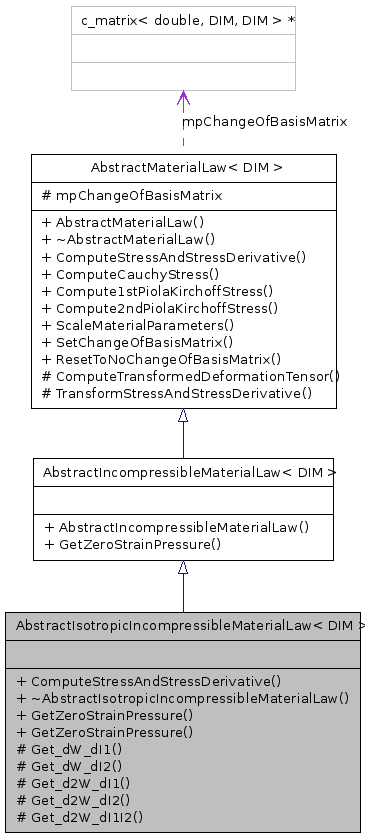 c_matrix< double, DIM, DIM > *
mpChangeOfBasisMatrix
AbstractMaterialLaw< DIM >
# mpChangeOfBasisMatrix
+ AbstractMaterialLaw()
+ ~AbstractMaterialLaw()
+ ComputeStressAndStressDerivative()
+ ComputeCauchyStress()
+ Compute1stPiolaKirchoffStress()
+ Compute2ndPiolaKirchoffStress()
+ ScaleMaterialParameters()
+ SetChangeOfBasisMatrix()
+ ResetToNoChangeOfBasisMatrix()
# ComputeTransformedDeformationTensor()
# TransformStressAndStressDerivative()
AbstractIncompressibleMaterialLaw< DIM >
+ AbstractIncompressibleMaterialLaw()
+ GetZeroStrainPressure()
AbstractIsotropicIncompressibleMaterialLaw< DIM >
+ ComputeStressAndStressDerivative()
+ ~AbstractIsotropicIncompressibleMaterialLaw()
+ GetZeroStrainPressure()
+ GetZeroStrainPressure()
# Get_dW_dI1()
# Get_dW_dI2()
# Get_d2W_dI1()
# Get_d2W_dI2()
# Get_d2W_dI1I2()